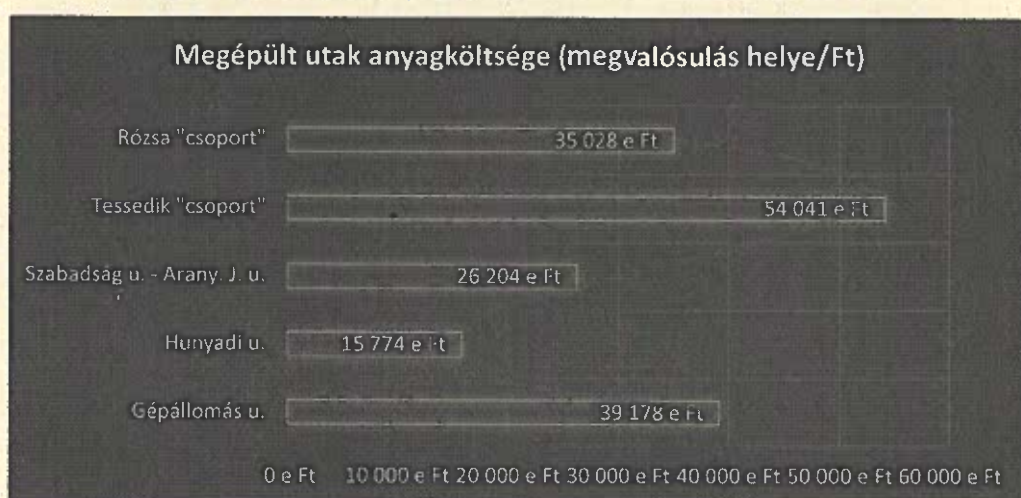 Megépült utak anyagköltsége (megvalósulás helye/Ft)
Rózsa "csoport" 35 028 e Ft
Tessedik "csoport" 54 041 e Ft
Szabadság u. - Arany. J. u. 26 204 e Ft
Hunyadi u. 15 774 e Ft
Gépállomás u. 39 178 e Ft
0 e Ft 10 000 e Ft 20 000 e Ft 30 000 e Ft 40 000 e Ft 50 000 e Ft 60 000 e Ft